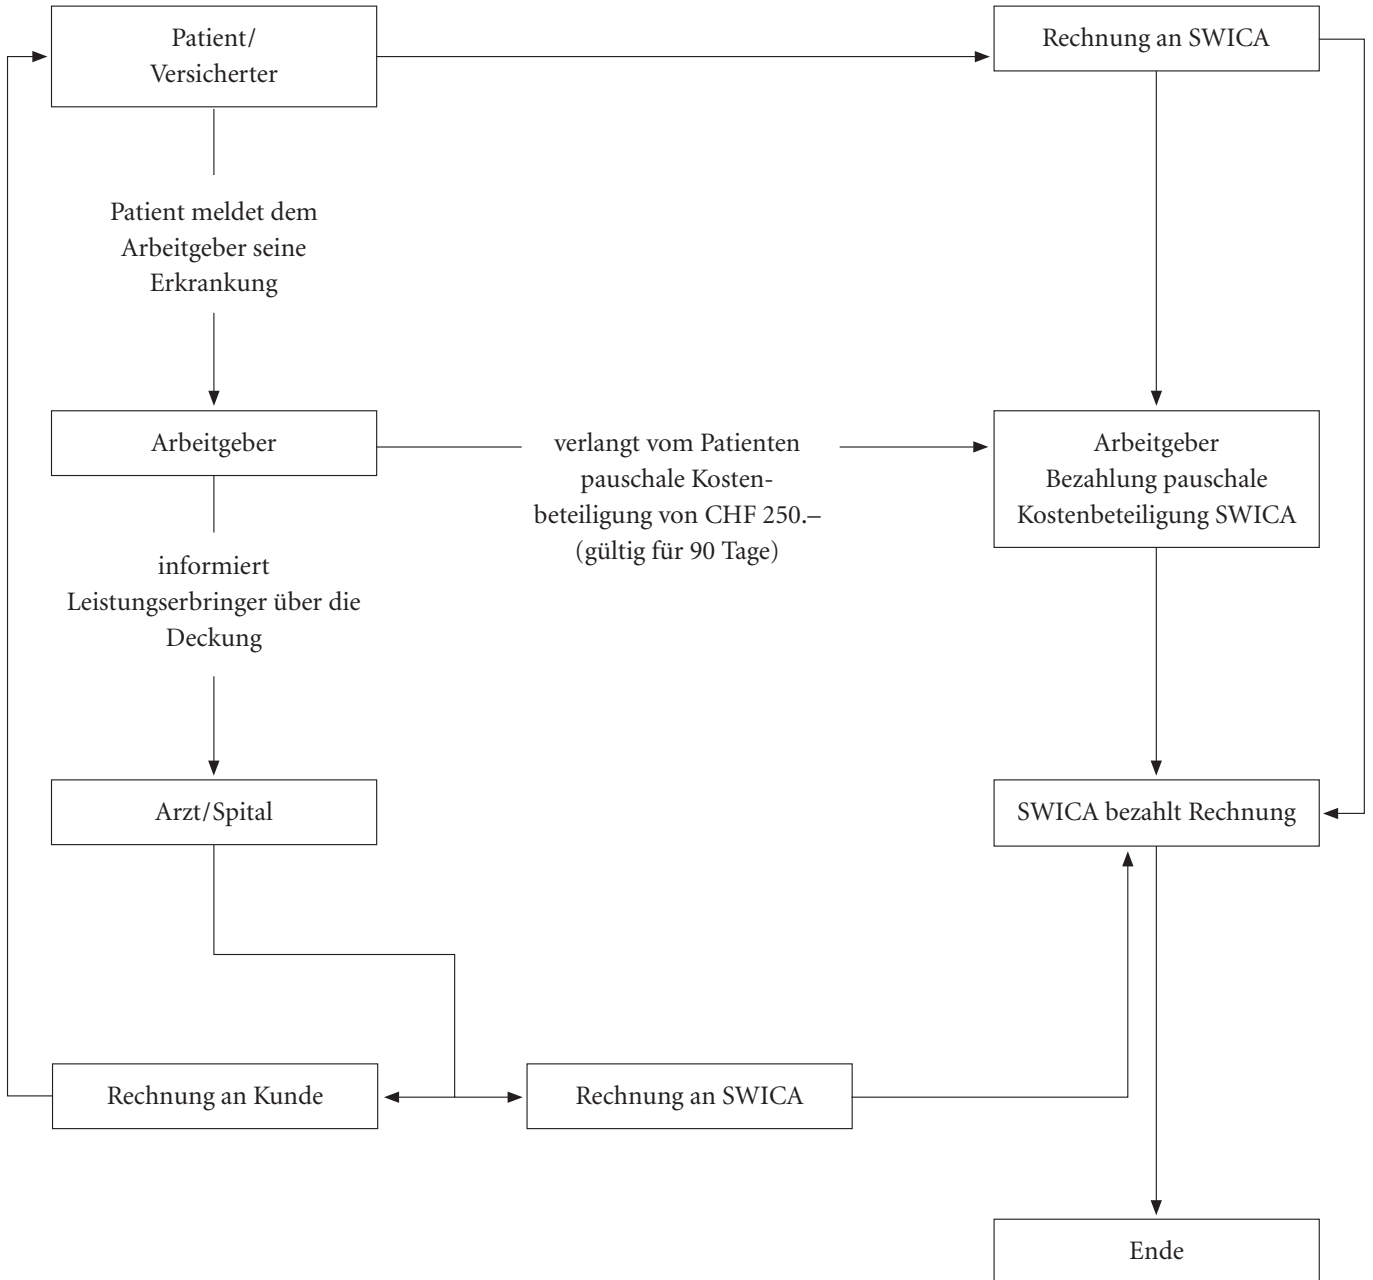 Patient/
Versicherter
Rechnung an SWICA
Patient meldet dem
Arbeitgeber seine
Erkrankung
Arbeitgeber
verlangt vom Patienten
pauschale Kosten-
beteiligung von CHF 250.–
(gültig für 90 Tage)
Arbeitgeber
Bezahlung pauschale
Kostenbeteiligung SWICA
informiert
Leistungserbringer über die
Deckung
Arzt/Spital
SWICA bezahlt Rechnung
Rechnung an Kunde
Rechnung an SWICA
Ende